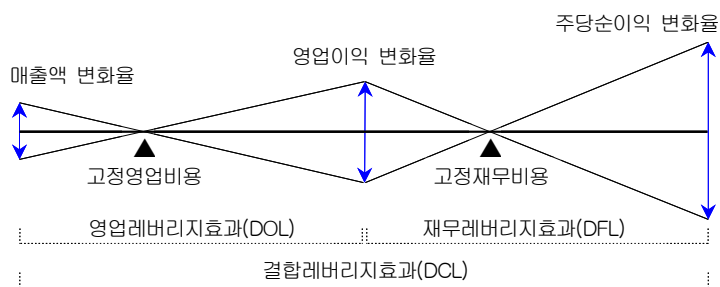 주당순이익 변화율
영업이익 변화율
매출액 변화율
고정영업비용
고정재무비용
영업레버리지효과(DOL)
재무레버리지효과(DFL)
결합레버리지효과(DCL)